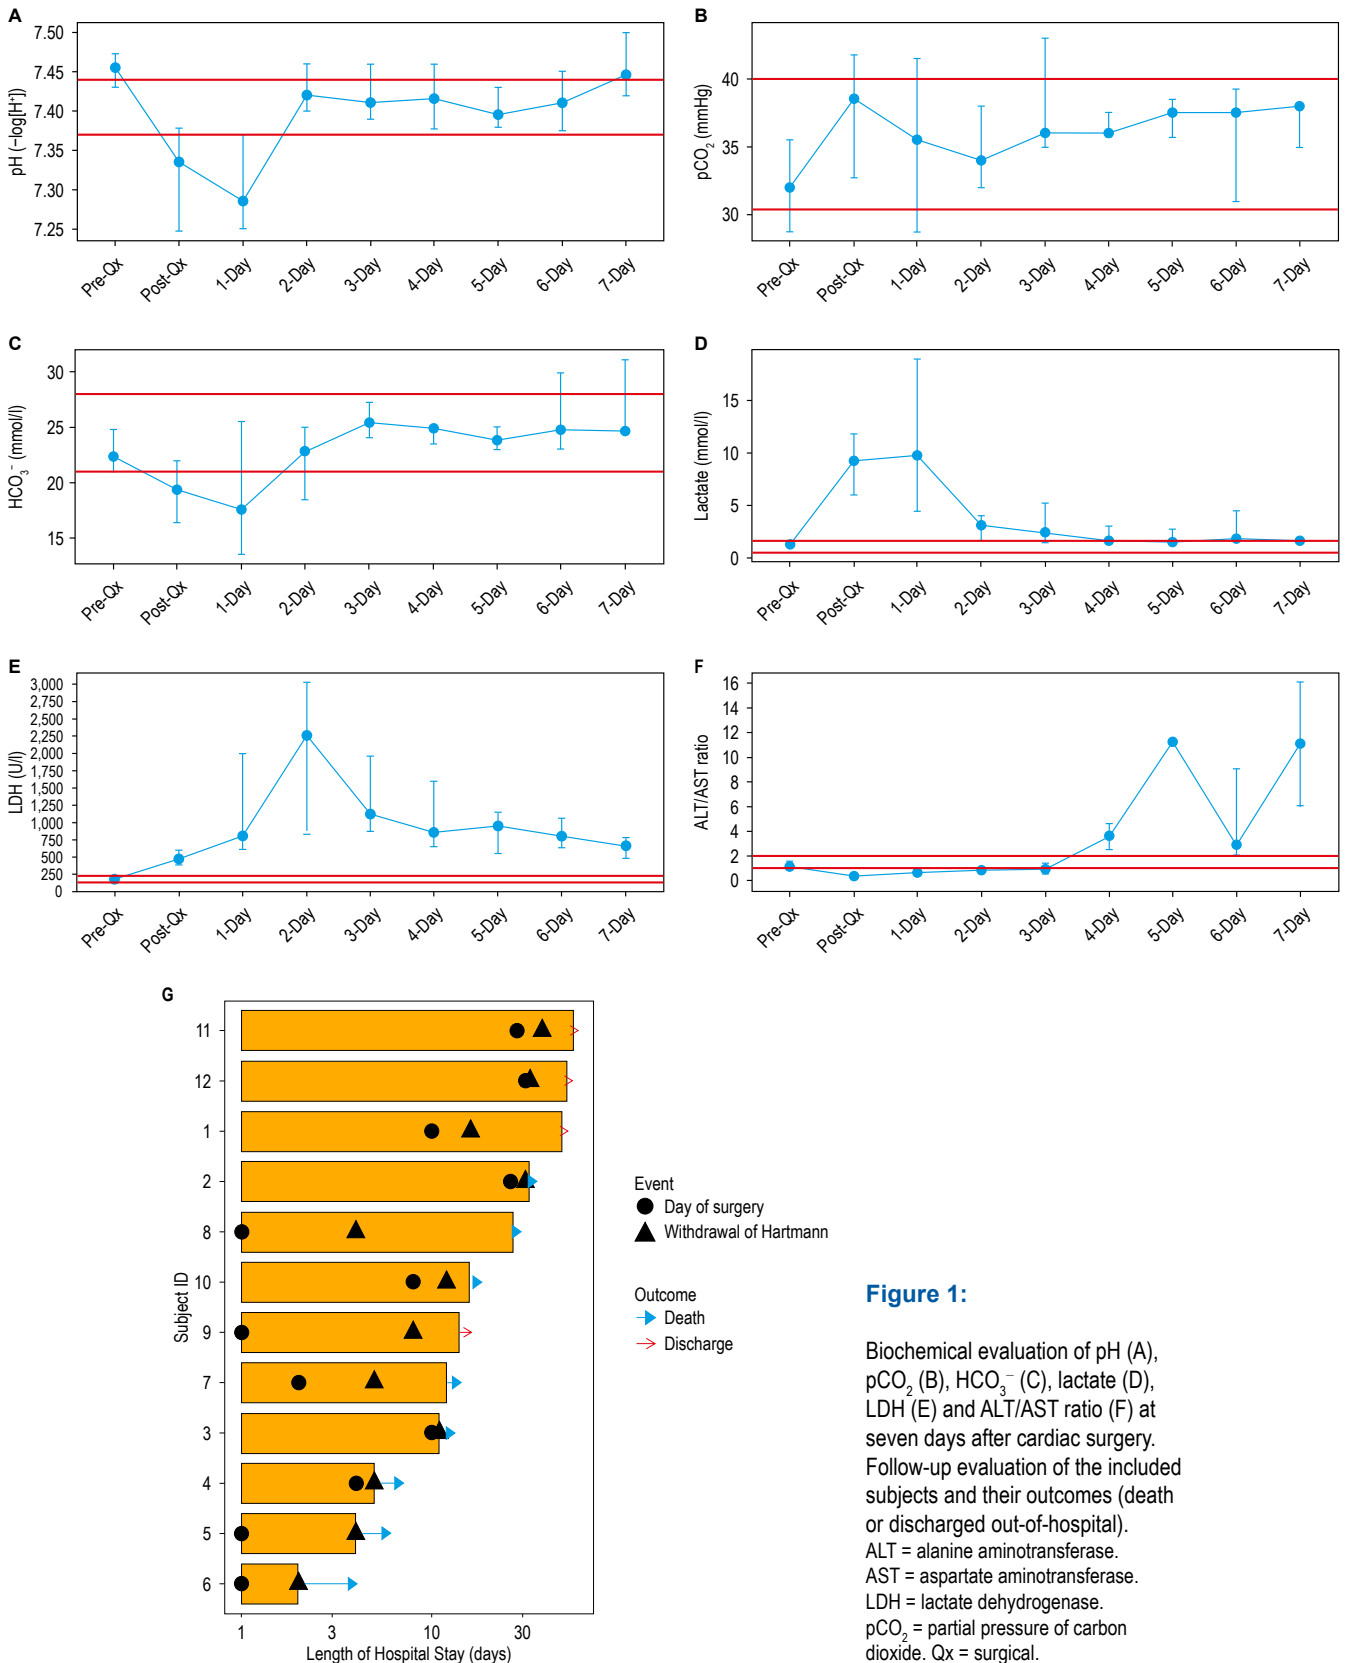 A
7.50
7.45
7.40
7.35
7.30
7.25
pH (−log[H⁺])
Pre-Qx
Post-Qx
1-Day
2-Day
3-Day
4-Day
5-Day
6-Day
7-Day
B
40
35
30
pCO₂ (mmHg)
Pre-Qx
Post-Qx
1-Day
2-Day
3-Day
4-Day
5-Day
6-Day
7-Day
C
30
25
20
15
HCO₃⁻ (mmol/l)
Pre-Qx
Post-Qx
1-Day
2-Day
3-Day
4-Day
5-Day
6-Day
7-Day
D
15
10
5
0
Lactate (mmol/l)
Pre-Qx
Post-Qx
1-Day
2-Day
3-Day
4-Day
5-Day
6-Day
7-Day
E
3,000
2,750
2,500
2,250
2,000
1,750
1,500
1,250
1,000
750
500
250
0
LDH (U/l)
Pre-Qx
Post-Qx
1-Day
2-Day
3-Day
4-Day
5-Day
6-Day
7-Day
F
16
14
12
10
8
6
4
2
0
ALT/AST ratio
Pre-Qx
Post-Qx
1-Day
2-Day
3-Day
4-Day
5-Day
6-Day
7-Day
G
11
12
1
2
8
10
9
7
3
4
5
6
Subject ID
1
3
10
30
Length of Hospital Stay (days)
Event
Day of surgery
Withdrawal of Hartmann
Outcome
Death
Discharge
Figure 1:
Biochemical evaluation of pH (A),
pCO₂ (B), HCO₃⁻ (C), lactate (D),
LDH (E) and ALT/AST ratio (F) at
seven days after cardiac surgery.
Follow-up evaluation of the included
subjects and their outcomes (death
or discharged out-of-hospital).
ALT = alanine aminotransferase.
AST = aspartate aminotransferase.
LDH = lactate dehydrogenase.
pCO₂ = partial pressure of carbon
dioxide. Qx = surgical.